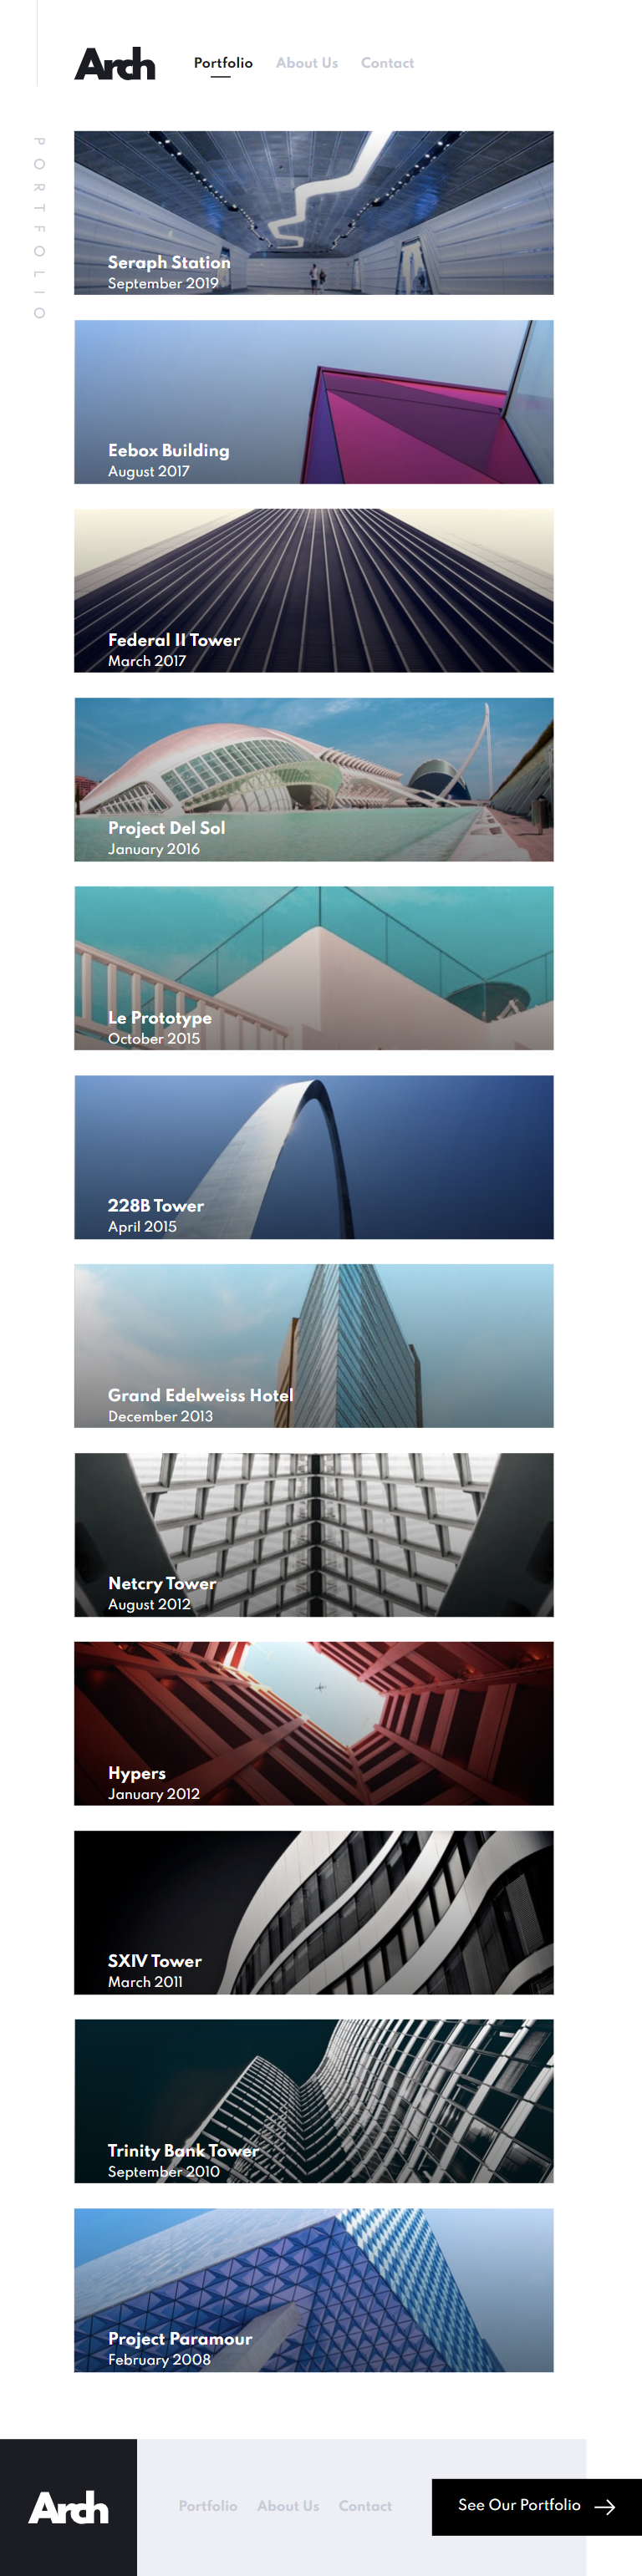 Arch
Portfolio About Us Contact
PORTFOLIO
Seraph Station
September 2019
Eebox Building
August 2017
Federal II Tower
March 2017
Project Del Sol
January 2016
Le Prototype
October 2015
228B Tower
April 2015
Grand Edelweiss Hotel
December 2013
Netcry Tower
August 2012
Hypers
January 2012
SXIV Tower
March 2011
Trinity Bank Tower
September 2010
Project Paramour
February 2008
Arch
Portfolio About Us Contact
See Our Portfolio